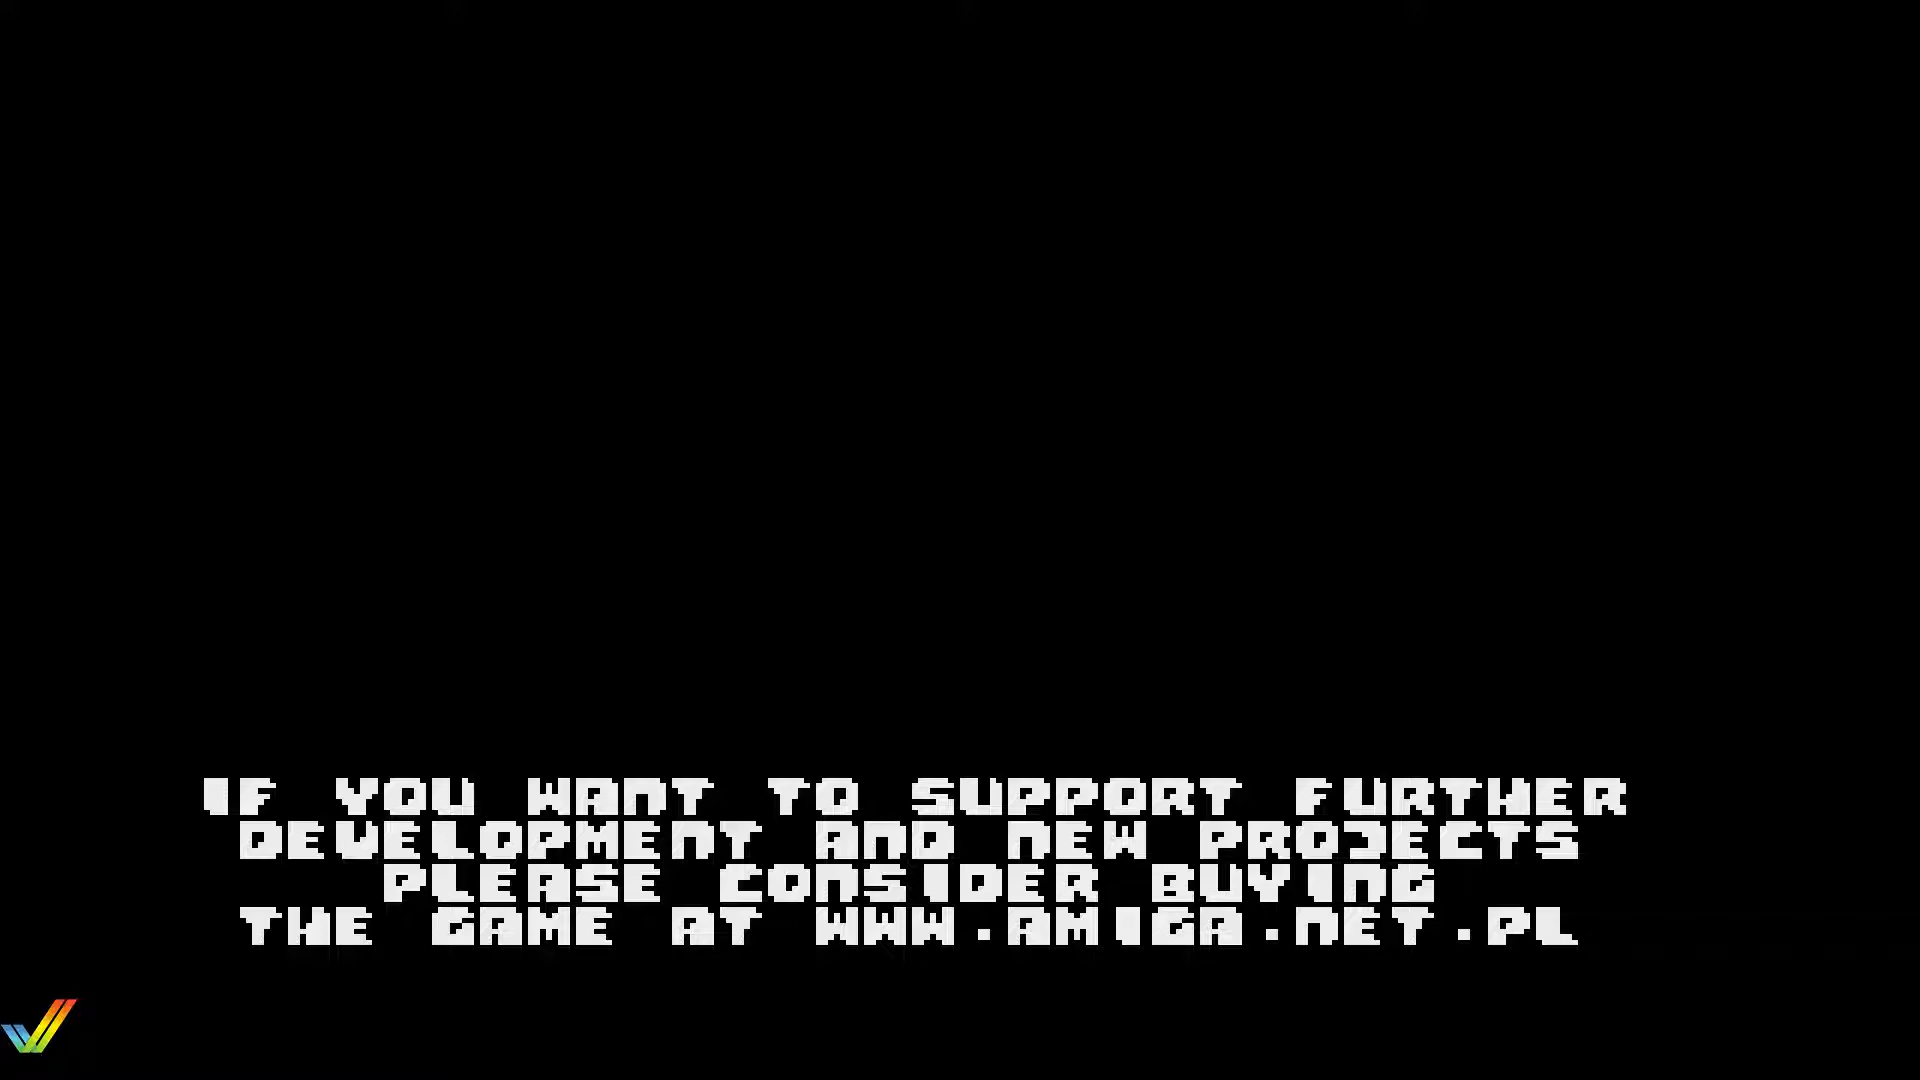 IF YOU WANT TO SUPPORT FURTHER
DEVELOPMENT AND NEW PROJECTS
PLEASE CONSIDER BUYING
THE GAME AT WWW.AMIGA.NET.PL